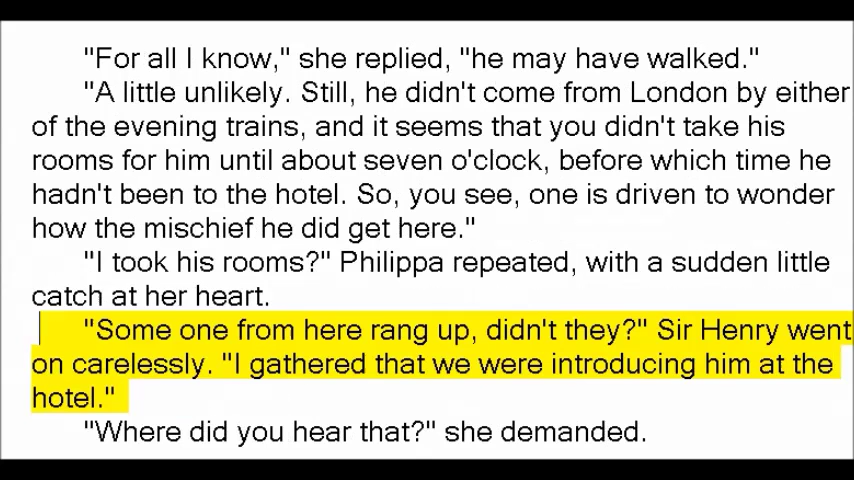 "For all I know," she replied, "he may have walked."
"A little unlikely. Still, he didn't come from London by either
of the evening trains, and it seems that you didn't take his
rooms for him until about seven o'clock, before which time he
hadn't been to the hotel. So, you see, one is driven to wonder
how the mischief he did get here."
"I took his rooms?" Philippa repeated, with a sudden little
catch at her heart.
"Some one from here rang up, didn't they?" Sir Henry went
on carelessly. "I gathered that we were introducing him at the
hotel."
"Where did you hear that?" she demanded.